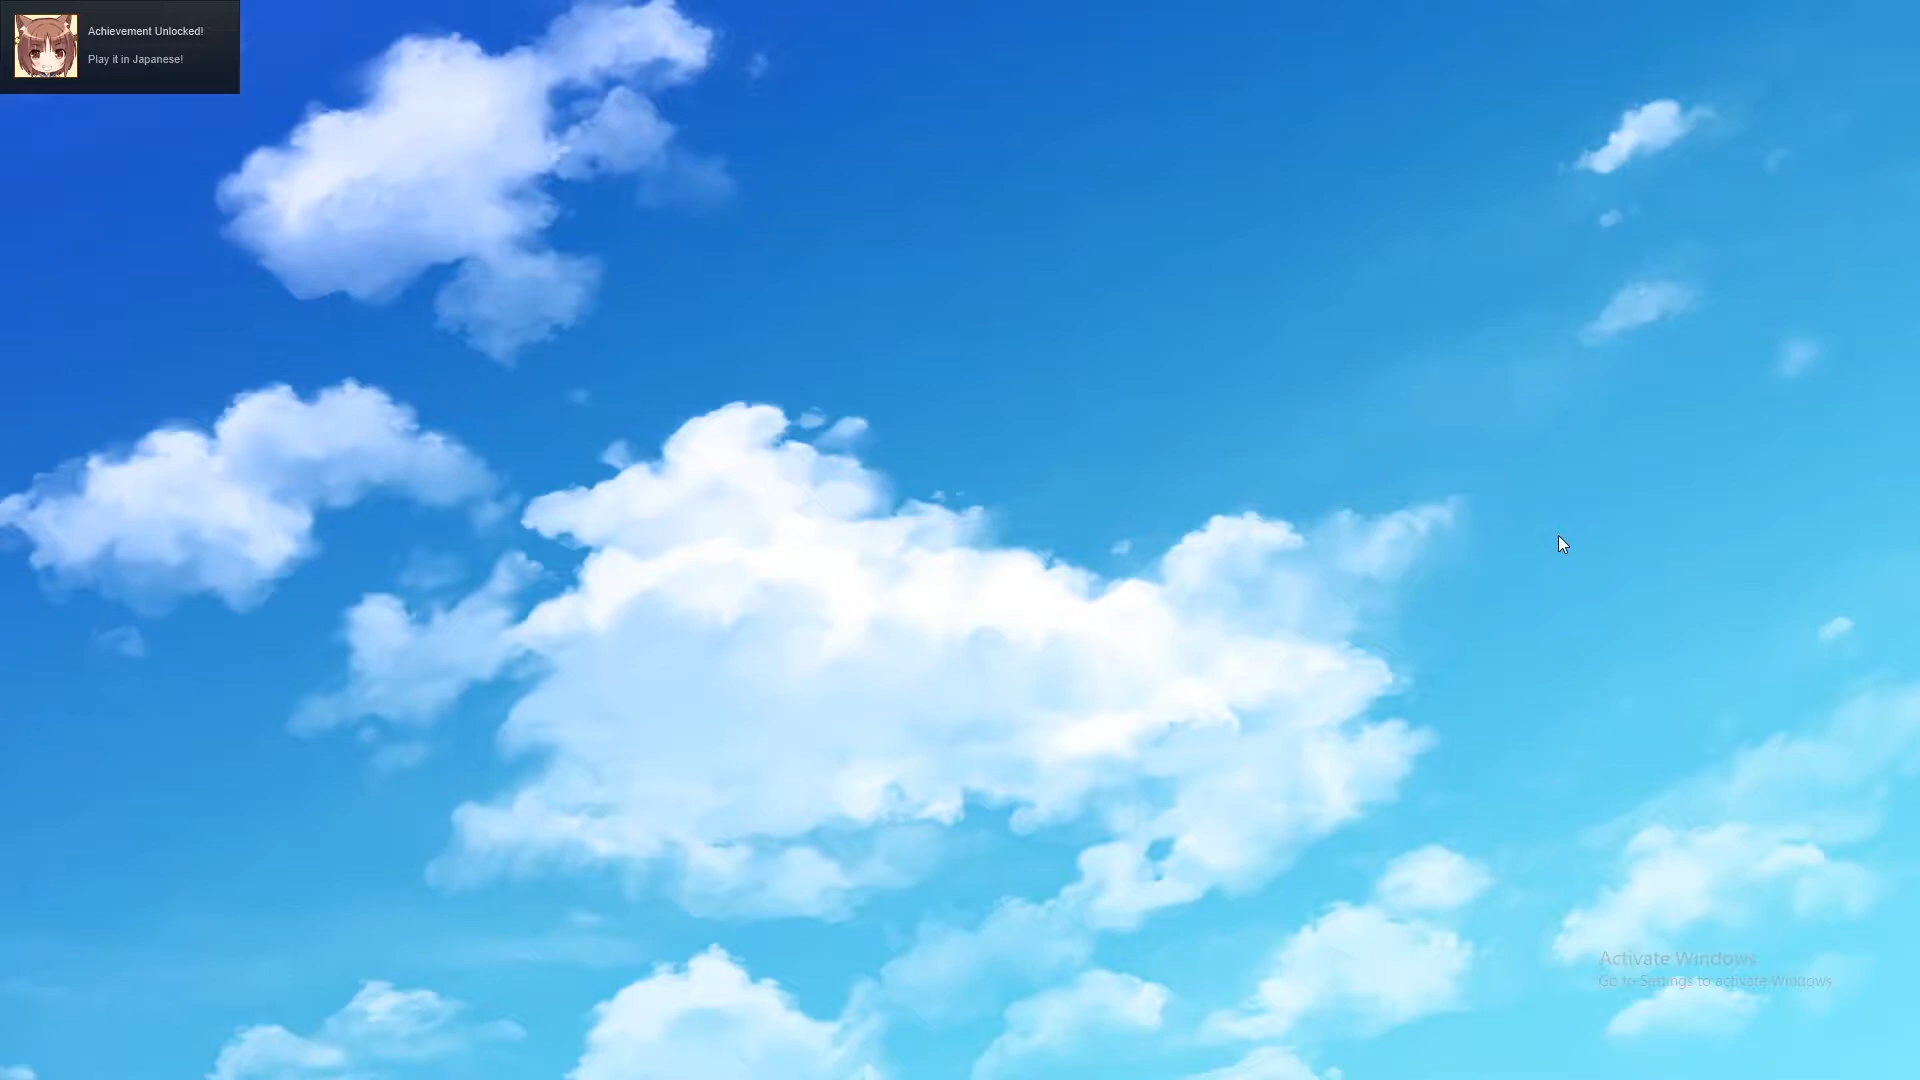 Achievement Unlocked!
Play it in Japanese!
Activate Windows
Go to Settings to activate Windows.